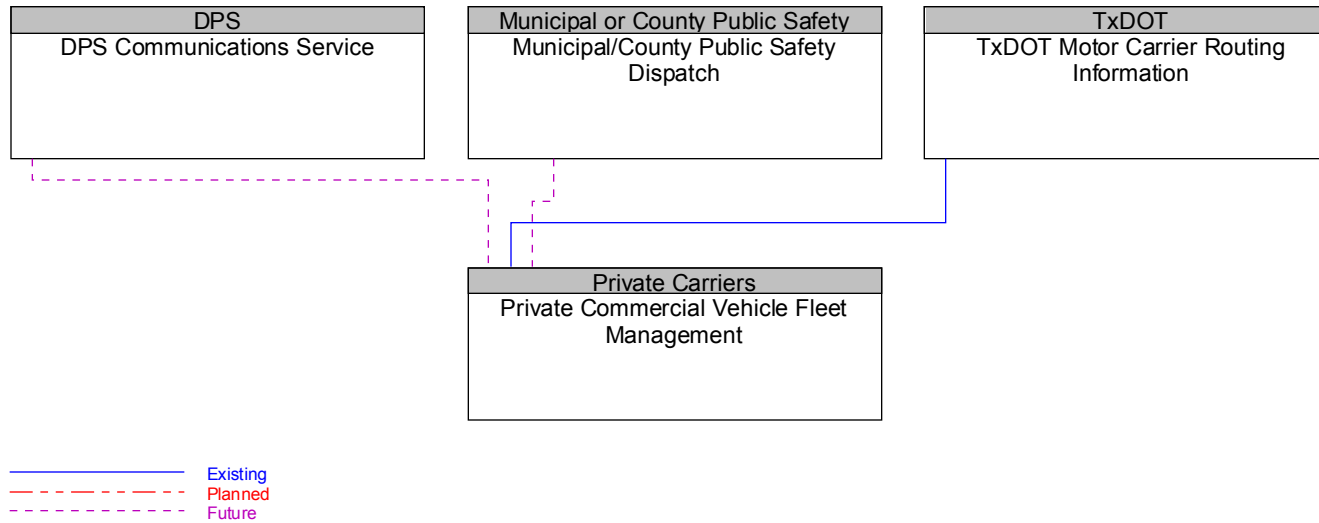 DPS
DPS Communications Service
Municipal or County Public Safety
Municipal/County Public Safety
Dispatch
TxDOT
TxDOT Motor Carrier Routing
Information
Private Carriers
Private Commercial Vehicle Fleet
Management
Existing
Planned
Future